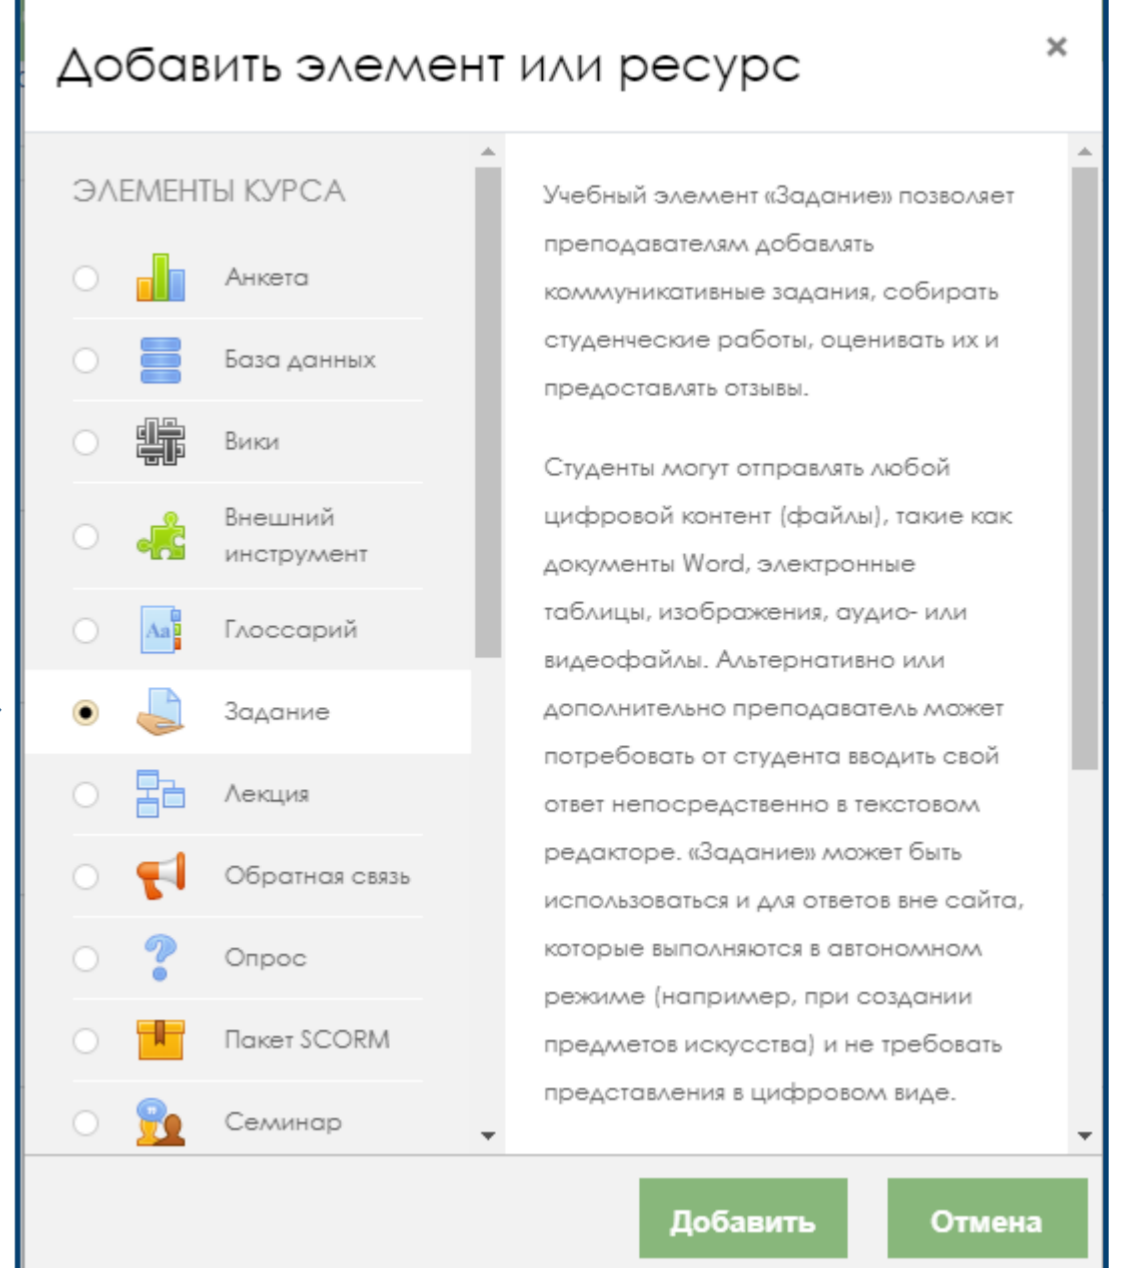 Добавить элемент или ресурс
ЭЛЕМЕНТЫ КУРСА
Анкета
База данных
Вики
Внешний
инструмент
Aa
Глоссарий
Задание
Лекция
Обратная связь
Опрос
Пакет SCORM
Семинар
Учебный элемент «Задание» позволяет
преподавателям добавлять
коммуникативные задания, собирать
студенческие работы, оценивать их и
предоставлять отзывы.
Студенты могут отправлять любой
цифровой контент (файлы), такие как
документы Word, электронные
таблицы, изображения, аудио- или
видеофайлы. Альтернативно или
дополнительно преподаватель может
потребовать от студента вводить свой
ответ непосредственно в текстовом
редакторе. «Задание» может быть
использоваться и для ответов вне сайта,
которые выполняются в автономном
режиме (например, при создании
предметов искусства) и не требовать
представления в цифровом виде.
Добавить
Отмена